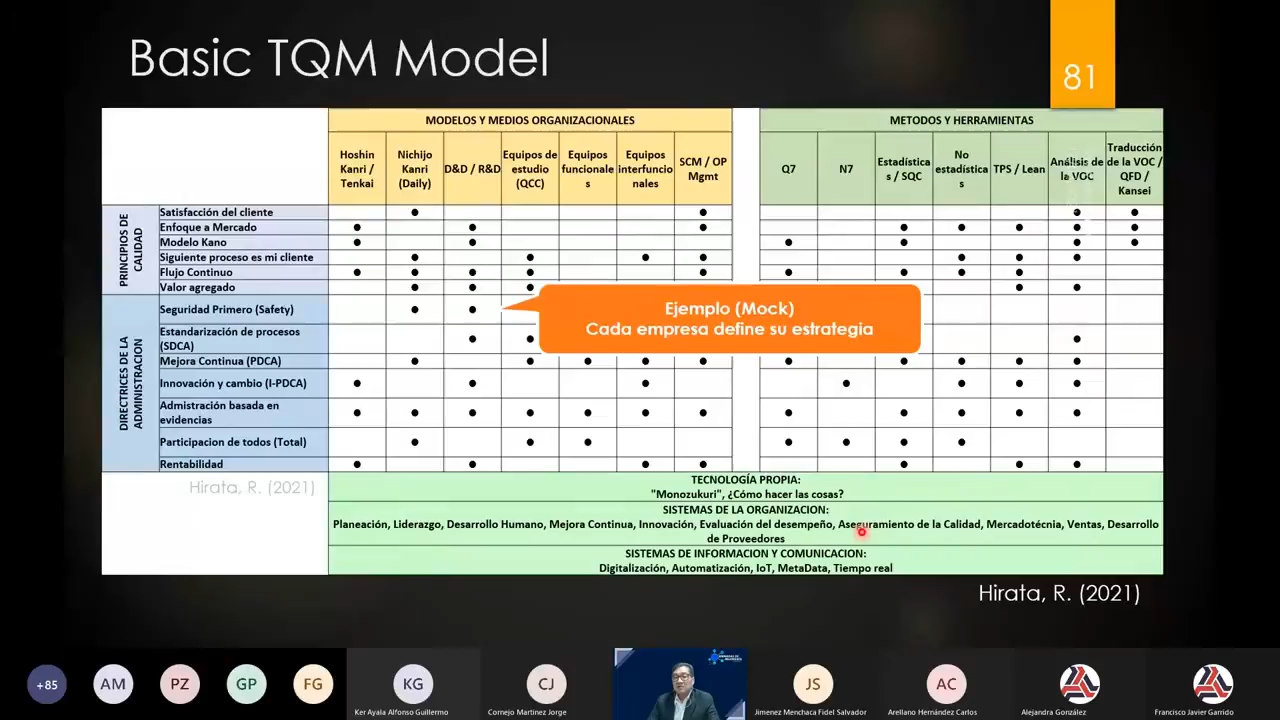 Basic TQM Model
81
MODELOS Y MEDIOS ORGANIZACIONALES
METODOS Y HERRAMIENTAS
Hoshin
Kanri /
Tenkai
Nichijo
Kanri
(Daily)
D&D / R&D
Equipos de
estudio
(QCC)
Equipos
funcionale
s
Equipos
interfuncio
nales
SCM / OP
Mgmt
Q7
N7
Estadística
s / SQC
No
estadística
s
TPS / Lean
Análisis de
la VOC
Traducción
de la VOC /
QFD /
Kansei
PRINCIPIOS DE
CALIDAD
Satisfacción del cliente
Enfoque a Mercado
Modelo Kano
Siguiente proceso es mi cliente
Flujo Continuo
Valor agregado
DIRECTRICES DE LA
ADMINISTRACION
Seguridad Primero (Safety)
Estandarización de procesos
(SDCA)
Mejora Continua (PDCA)
Innovación y cambio (I-PDCA)
Admistración basada en
evidencias
Participacion de todos (Total)
Rentabilidad
Ejemplo (Mock)
Cada empresa define su estrategia
Hirata, R. (2021)
TECNOLOGÍA PROPIA:
"Monozukuri", ¿Cómo hacer las cosas?
SISTEMAS DE LA ORGANIZACION:
Planeación, Liderazgo, Desarrollo Humano, Mejora Continua, Innovación, Evaluación del desempeño, Aseguramiento de la Calidad, Mercadotécnia, Ventas, Desarrollo
de Proveedores
SISTEMAS DE INFORMACION Y COMUNICACION:
Digitalización, Automatización, IoT, MetaData, Tiempo real
Hirata, R. (2021)
+85
AM
PZ
GP
FG
KG
Ker Ayala Alfonso Guillermo
CJ
Cornejo Martinez Jorge
JS
Jimenez Menchaca Fidel Salvador
AC
Arellano Hernández Carlos
Alejandra González
Francisco Javier Garrido